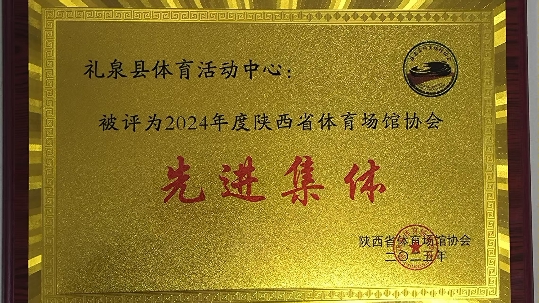 礼泉县体育活动中心：
被评为2024年度陕西省体育场馆协会
先进集体
陕西省体育场馆协会
二〇二五年